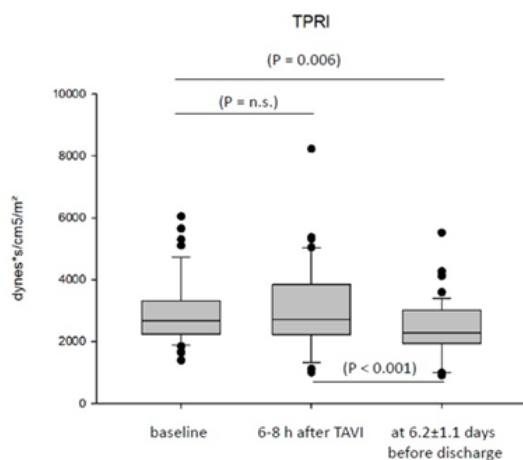 TPRI
(P = 0.006)
(P = n.s.)
10000
8000
6000
4000
2000
0
dynes*s/cm5/m²
(P < 0.001)
baseline
6-8 h after TAVI
at 6.2±1.1 days
before discharge